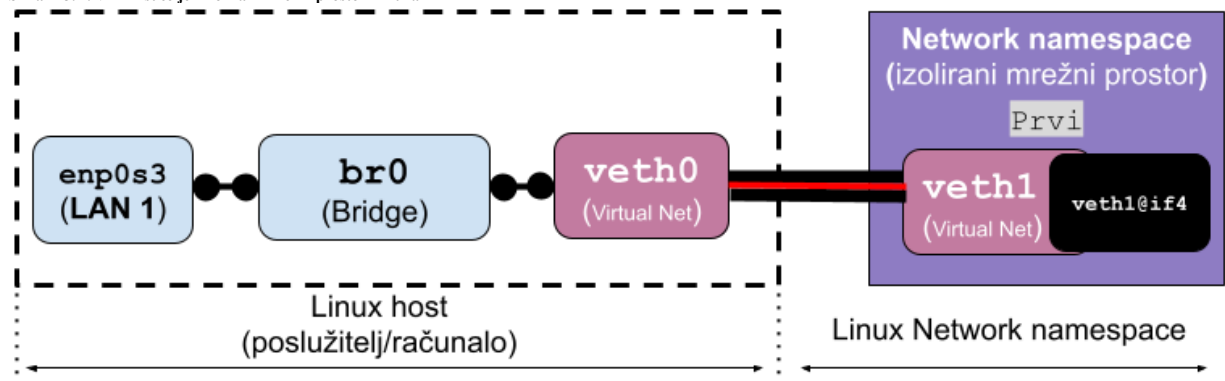 Network namespace
(izolirani mrežni prostor)
Prvi
enp0s3
(LAN 1)
br0
(Bridge)
veth0
(Virtual Net)
veth1
(Virtual Net)
veth1@if4
Linux host
(poslužitelj/računalo)
Linux Network namespace